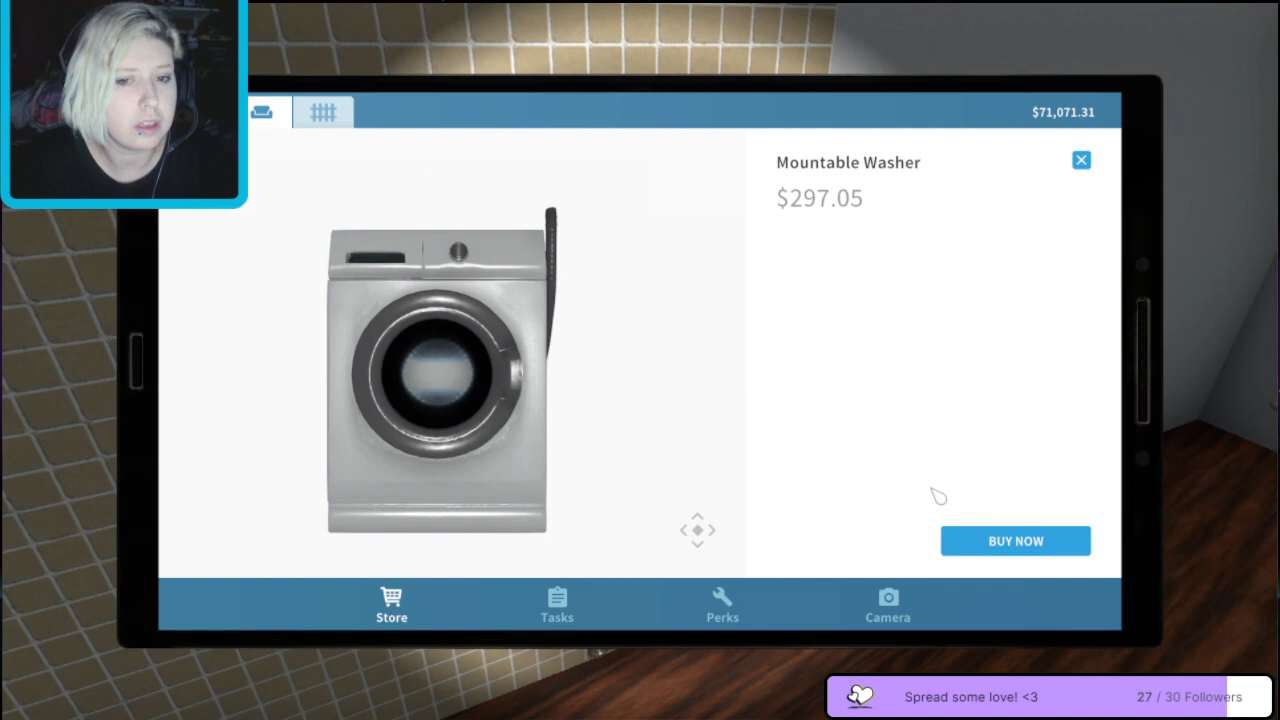 $71,071.31
Mountable Washer
$297.05
BUY NOW
Store
Tasks
Perks
Camera
Spread some love! <3
27 / 30 Followers